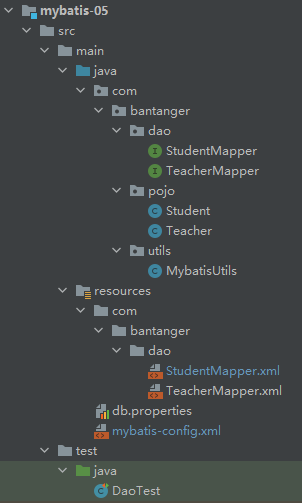 mybatis-05
src
main
java
com
bantanger
dao
StudentMapper
TeacherMapper
pojo
Student
Teacher
utils
MybatisUtils
resources
com
bantanger
dao
StudentMapper.xml
TeacherMapper.xml
db.properties
mybatis-config.xml
test
java
DaoTest